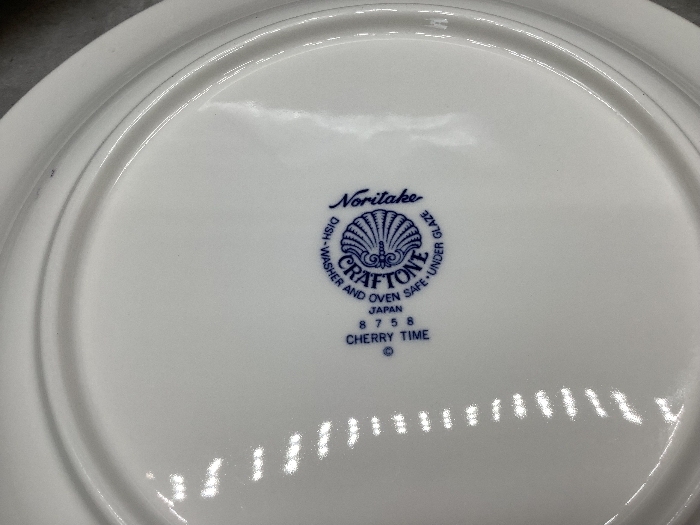 Noritake
CRAFTONE
DISH-WASHER AND OVEN SAFE·UNDER GLAZE
JAPAN
8758
CHERRY TIME
©